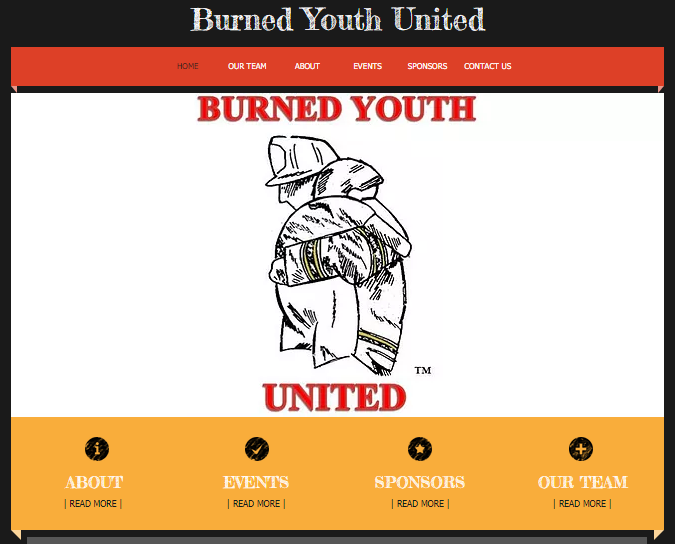 Burned Youth United
HOME OUR TEAM ABOUT EVENTS SPONSORS CONTACT US
BURNED YOUTH
TM
UNITED
ABOUT EVENTS SPONSORS OUR TEAM
| READ MORE | | READ MORE | | READ MORE | | READ MORE |